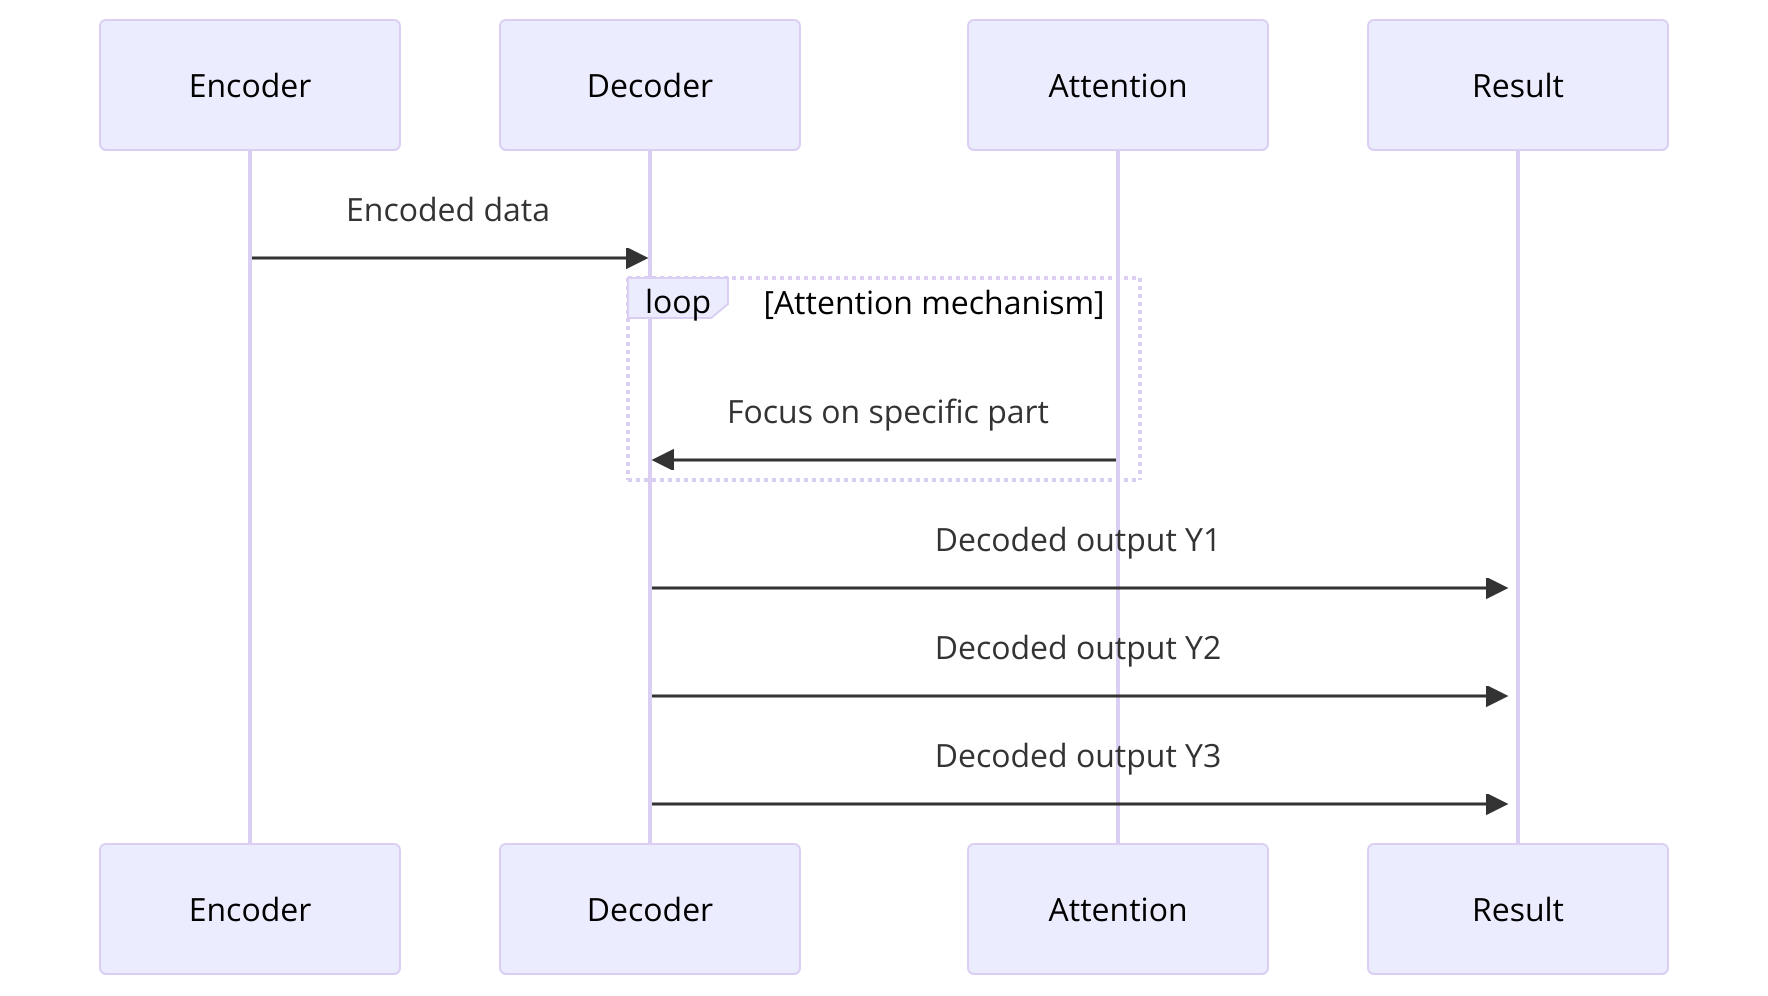 Encoder
Decoder
Attention
Result
Encoded data
loop
[Attention mechanism]
Focus on specific part
Decoded output Y1
Decoded output Y2
Decoded output Y3
Encoder
Decoder
Attention
Result